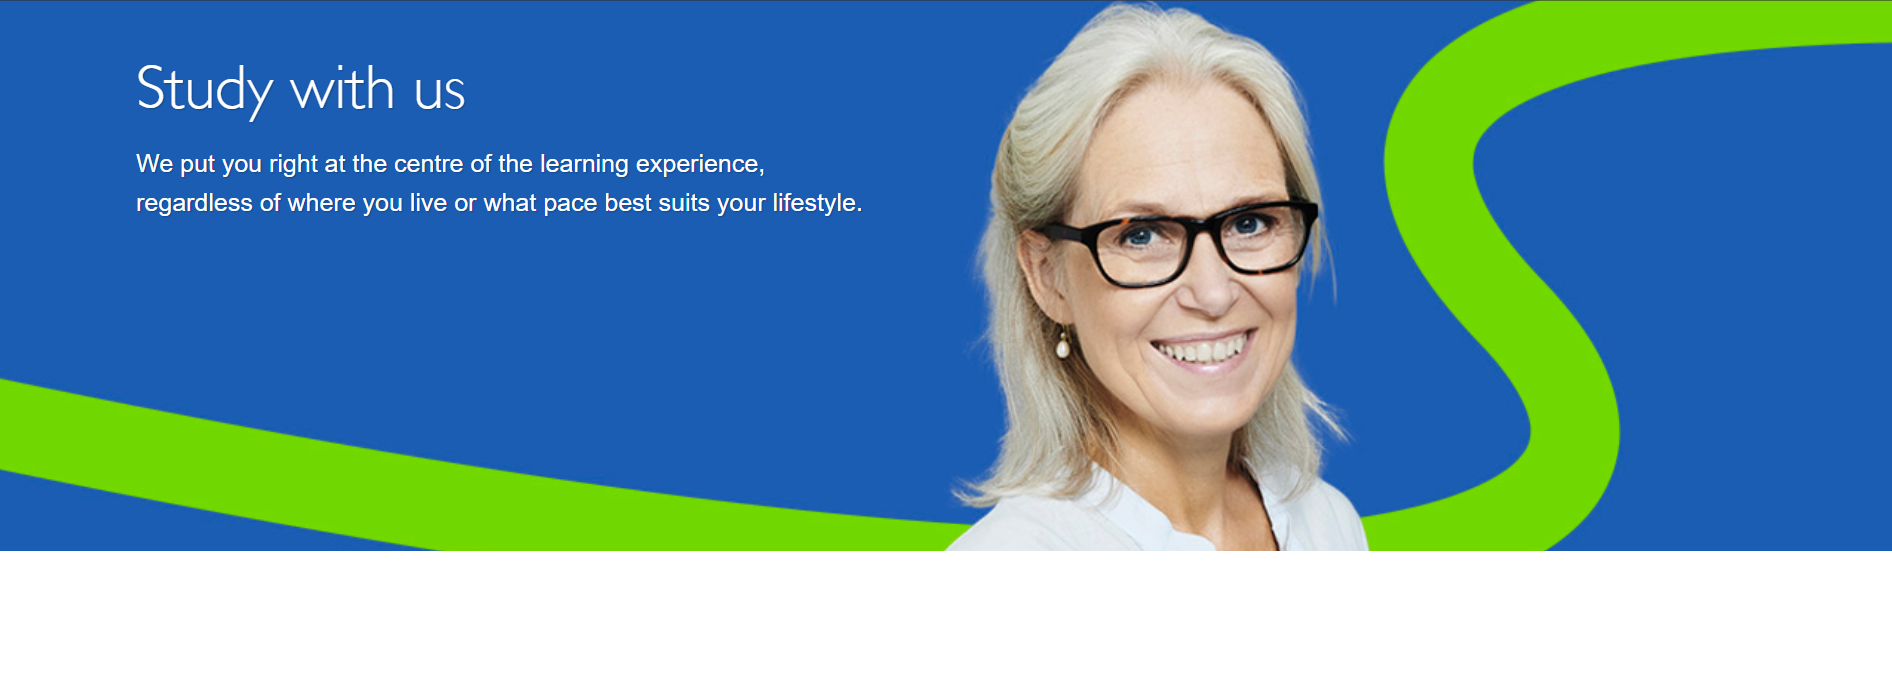 Study with us
We put you right at the centre of the learning experience,
regardless of where you live or what pace best suits your lifestyle.